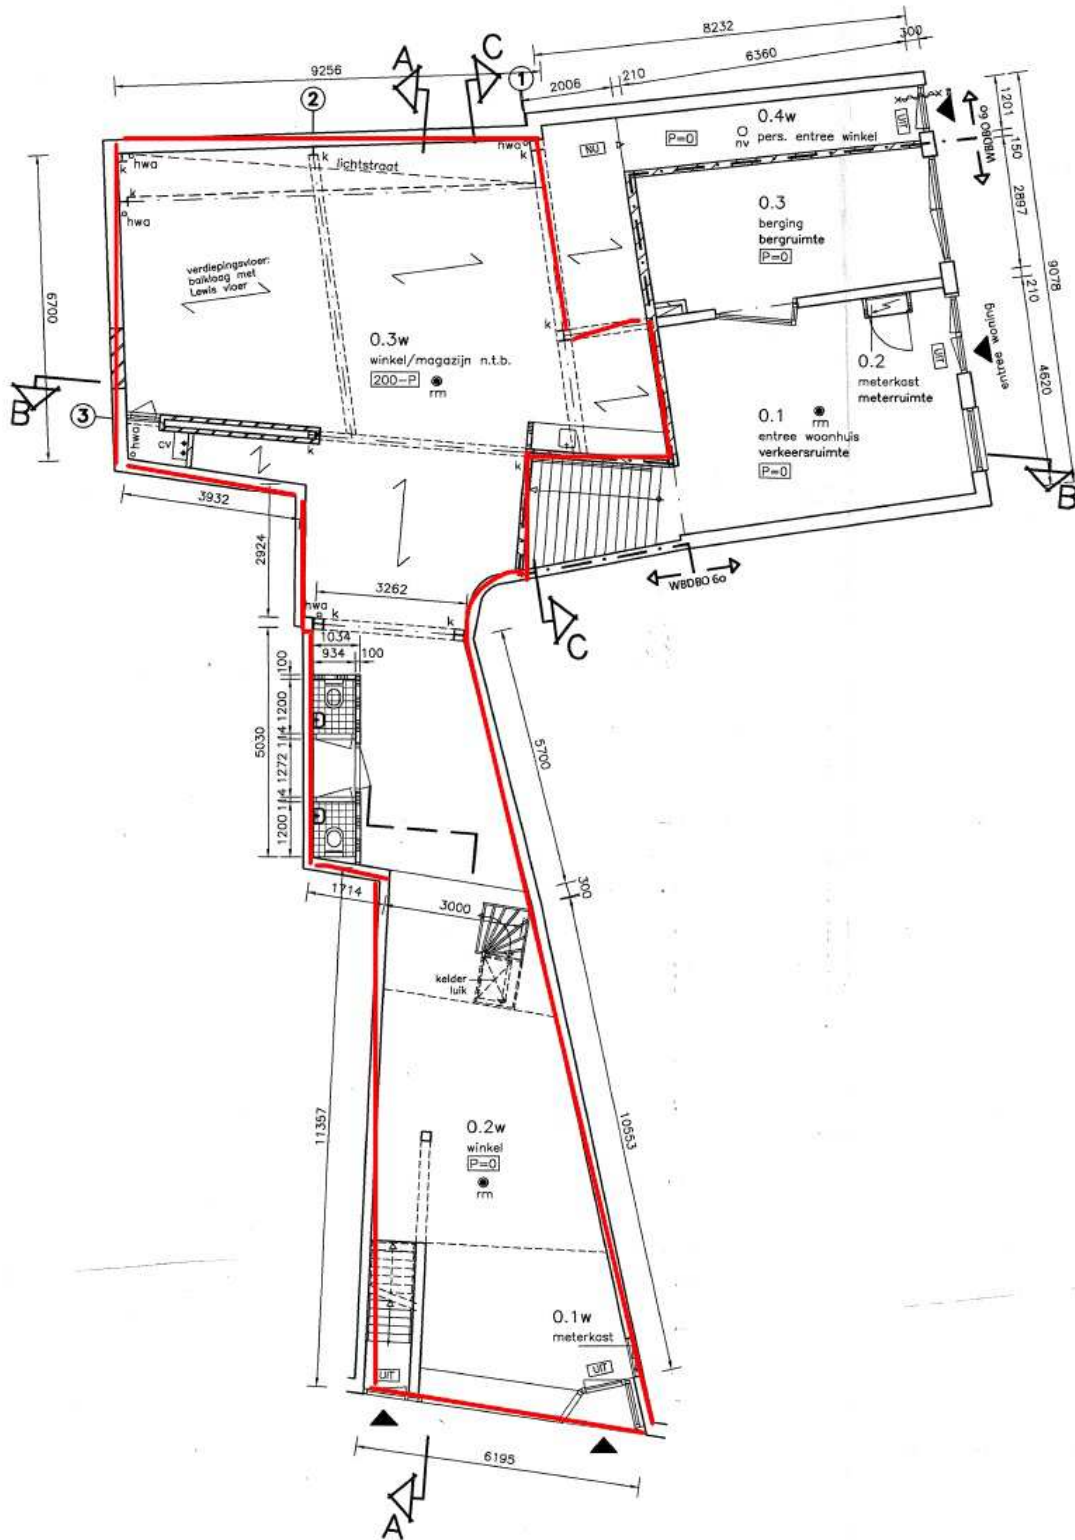 8232
300
6360
9256
A
C
1
2006
210
2
0.4w
P=0
O
nv
pers. entree winkel
UIT
1201
150
WBDBO 60
NU
hwa
k
lichtstraat
k
hwa
k
hwa
0.3
berging
bergruimte
P=0
2897
9078
210
verdiepingsvloer:
balklaag met
Lewis vloer
6700
0.3w
winkel/magazijn n.t.b.
200-P
rm
k
0.2
meterkast
meterruimte
UIT
entree woning
4620
B
3
hwa
cv
k
k
0.1
rm
entree woonhuis
verkeersruimte
P=0
B
3932
2924
3262
hwa
k
k
WBDBO 60
C
1034
934
100
100
1200
114
5030
1272
114
1200
5700
300
1714
3000
kelder
luik
11357
10553
0.2w
winkel
P=0
rm
0.1w
meterkast
UIT
UIT
6195
A